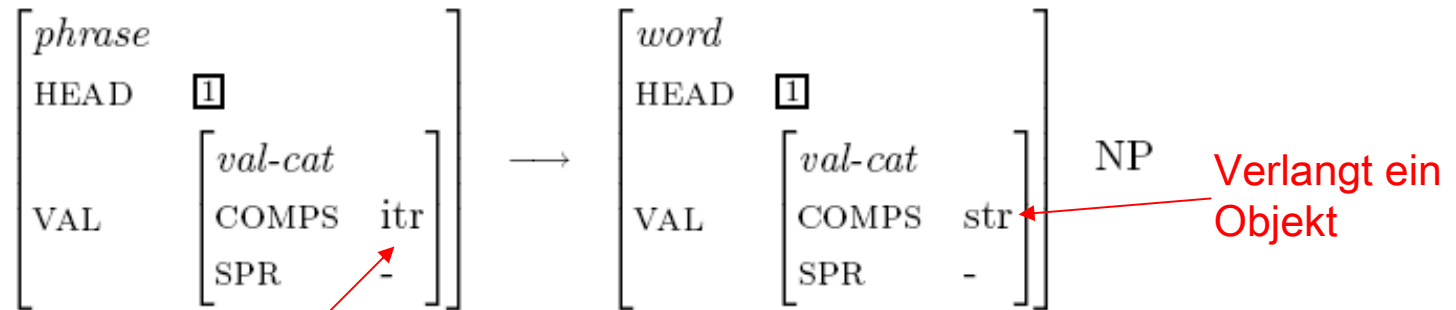 phrase word
HEAD 1 HEAD 1
val-cat val-cat NP Verlangt ein
VAL COMPS itr ⟶ VAL COMPS str Objekt
SPR - SPR -